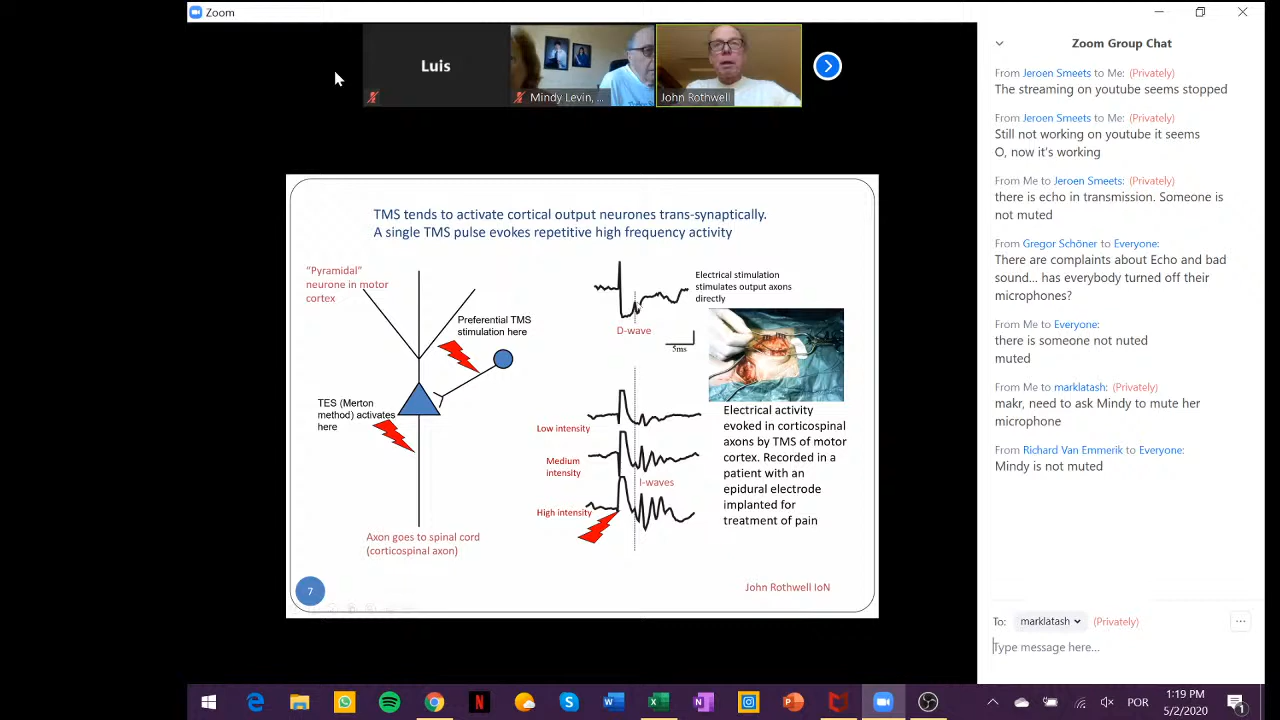 Zoom
Luis
Mindy Levin, ...
John Rothwell
TMS tends to activate cortical output neurones trans-synaptically.
A single TMS pulse evokes repetitive high frequency activity
"Pyramidal"
neurone in motor
cortex
Preferential TMS
stimulation here
TES (Merton
method) activates
here
Axon goes to spinal cord
(corticospinal axon)
Electrical stimulation
stimulates output axons
directly
D-wave
5ms
Low intensity
Medium
intensity
I-waves
High intensity
Electrical activity
evoked in corticospinal
axons by TMS of motor
cortex. Recorded in a
patient with an
epidural electrode
implanted for
treatment of pain
7
John Rothwell IoN
Zoom Group Chat
From Jeroen Smeets to Me: (Privately)
The streaming on youtube seems stopped
From Jeroen Smeets to Me: (Privately)
Still not working on youtube it seems
O, now it's working
From Me to Jeroen Smeets: (Privately)
there is echo in transmission. Someone is
not muted
From Gregor Schöner to Everyone:
There are complaints about Echo and bad
sound... has everybody turned off their
microphones?
From Me to Everyone:
there is someone not nuted
muted
From Me to marklatash: (Privately)
makr, need to ask Mindy to mute her
microphone
From Richard Van Emmerik to Everyone:
Mindy is not muted
To: marklatash (Privately)
Type message here...
POR
1:19 PM
5/2/2020
1